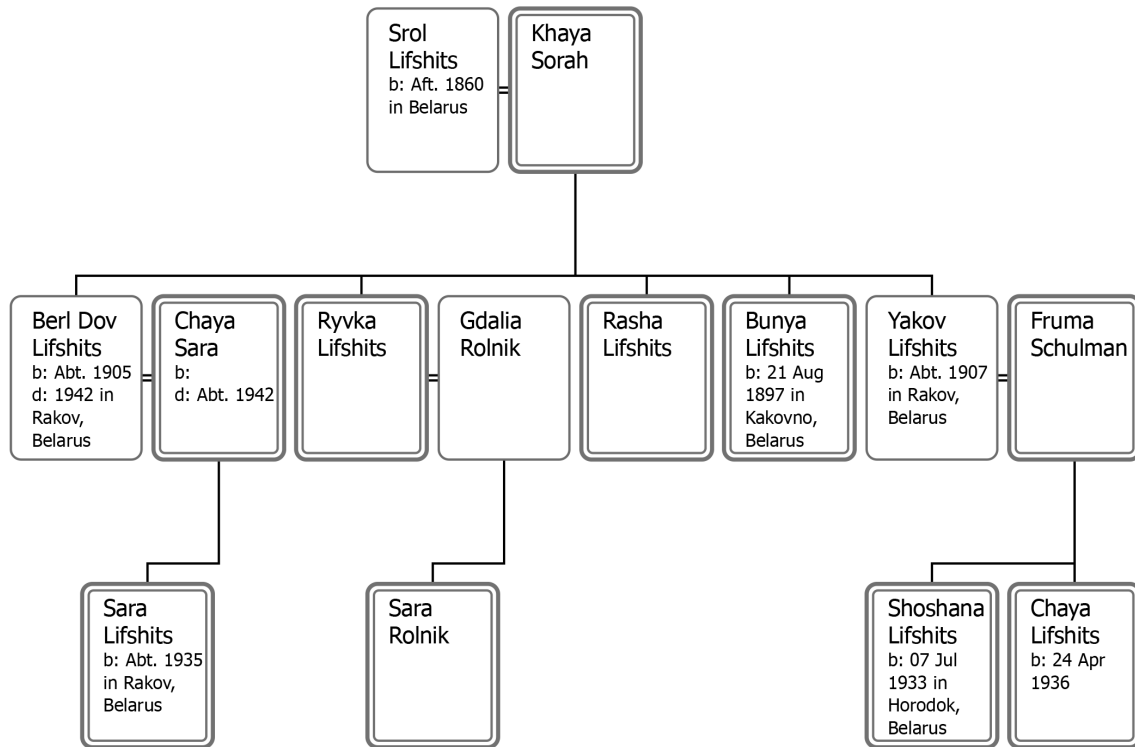 Srol
Lifshits
b: Aft. 1860
in Belarus
Khaya
Sorah
Berl Dov
Lifshits
b: Abt. 1905
d: 1942 in
Rakov,
Belarus
Chaya
Sara
b:
d: Abt. 1942
Ryvka
Lifshits
Gdalia
Rolnik
Rasha
Lifshits
Bunya
Lifshits
b: 21 Aug
1897 in
Kakovno,
Belarus
Yakov
Lifshits
b: Abt. 1907
in Rakov,
Belarus
Fruma
Schulman
Sara
Lifshits
b: Abt. 1935
in Rakov,
Belarus
Sara
Rolnik
Shoshana
Lifshits
b: 07 Jul
1933 in
Horodok,
Belarus
Chaya
Lifshits
b: 24 Apr
1936